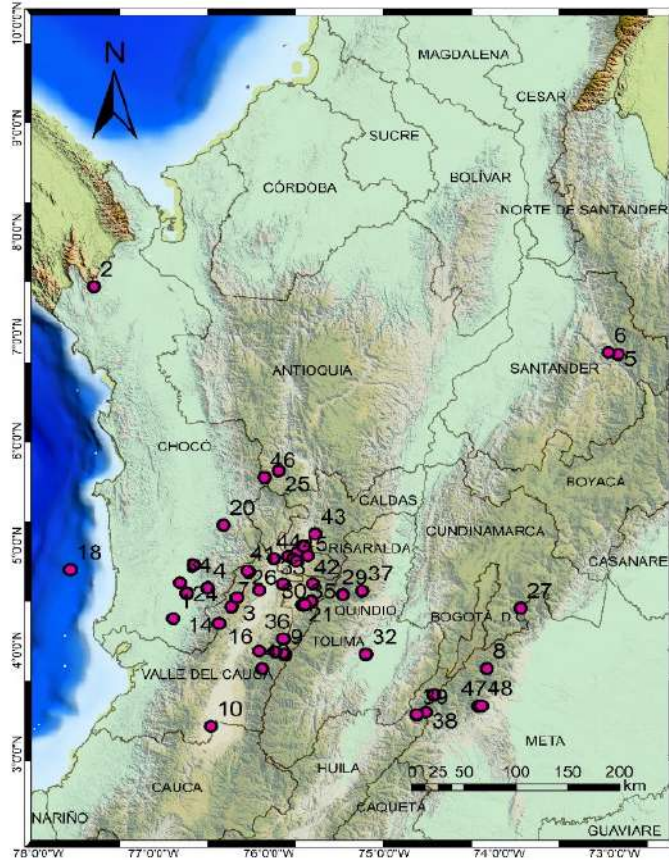 N
MAGDALENA
CESAR
SUCRE
BOLÍVAR
CÓRDOBA
NORTE DE SANTANDER
2
6
5
ANTIOQUIA
SANTANDER
CHOCÓ
46
25
BOYACÁ
CALDAS
20
43
CUNDINAMARCA
RISARALDA
CASANARE
18
42
29
37
26
27
QUINDIO
BOGOTÁ, D
3
21
14
36
9
TOLIMA
32
16
VALLE DEL CAUCA
8
10
39
47
48
38
META
HUILA
CAUCA
CAQUETÁ
NARIÑO
GUAVIARE
0 25 50 100 150 200
km
10°0'0"N
9°0'0"N
8°0'0"N
7°0'0"N
6°0'0"N
5°0'0"N
4°0'0"N
3°0'0"N
78°0'0"W 77°0'0"W 76°0'0"W 75°0'0"W 74°0'0"W 73°0'0"W